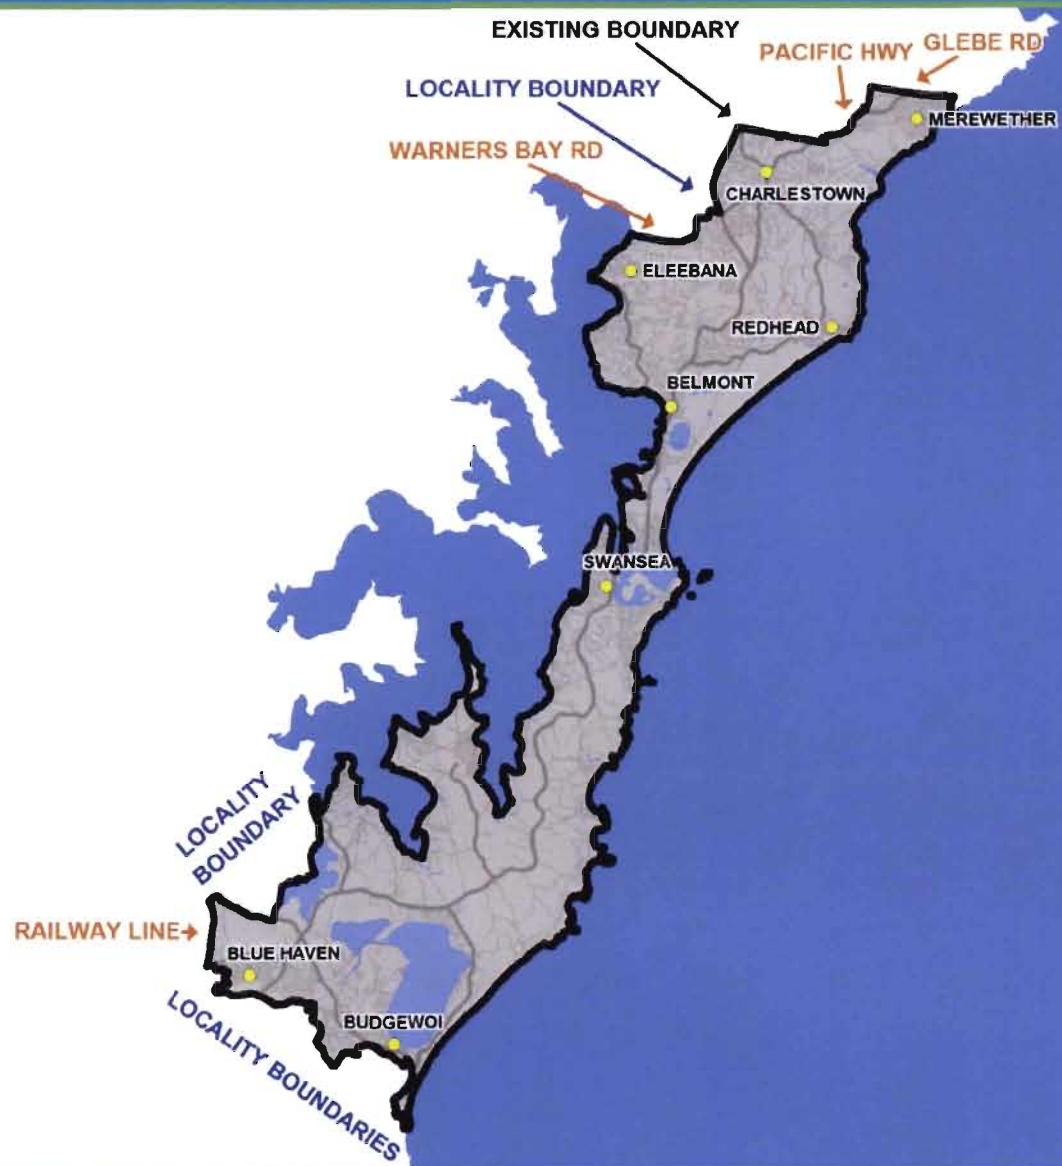 EXISTING BOUNDARY
PACIFIC HWY
GLEBE RD
LOCALITY BOUNDARY
MEREWETHER
WARNERS BAY RD
CHARLESTOWN
ELEEBANA
REDHEAD
BELMONT
SWANSEA
LOCALITY
BOUNDARY
RAILWAY LINE
BLUE HAVEN
BUDGEWOI
LOCALITY BOUNDARIES